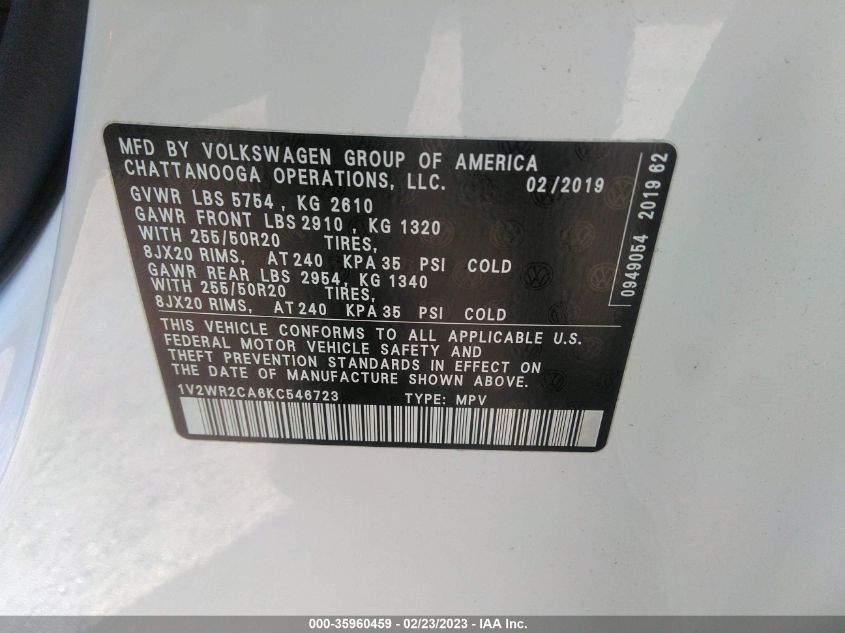 MFD BY VOLKSWAGEN GROUP OF AMERICA
CHATTANOOGA OPERATIONS, LLC. 02/2019
GVWR LBS 5754, KG 2610
GAWR FRONT LBS 2910, KG 1320
WITH 255/50R20 TIRES,
8JX20 RIMS, AT 240 KPA 35 PSI COLD
GAWR REAR LBS 2954, KG 1340
WITH 255/50R20 TIRES,
8JX20 RIMS, AT 240 KPA 35 PSI COLD
THIS VEHICLE CONFORMS TO ALL APPLICABLE U.S.
FEDERAL MOTOR VEHICLE SAFETY AND
THEFT PREVENTION STANDARDS IN EFFECT ON
THE DATE OF MANUFACTURE SHOWN ABOVE.
1V2WR2CA6KC546723 TYPE: MPV
0949054 2019 62
000-35960459 - 02/23/2023 - IAA Inc.